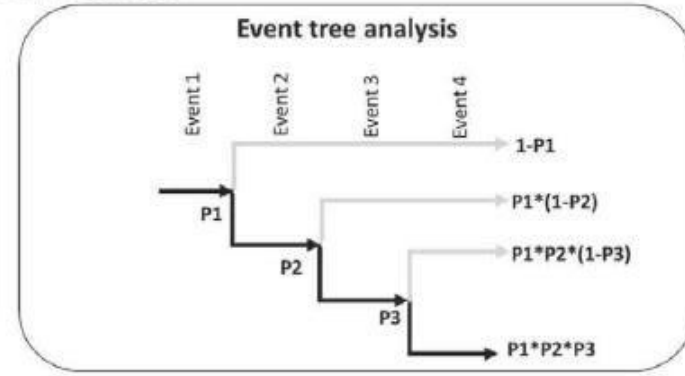 Event tree analysis
Event 1
Event 2
Event 3
Event 4
1-P1
P1
P1*(1-P2)
P2
P1*P2*(1-P3)
P3
P1*P2*P3